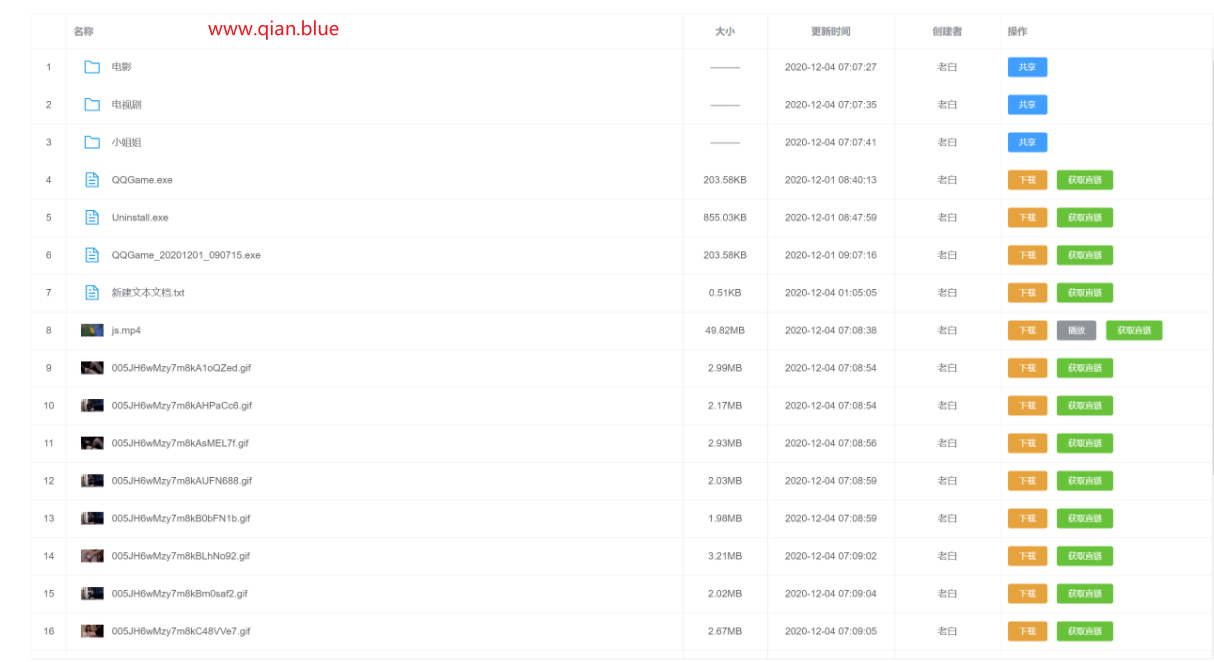 名称 www.qian.blue 大小 更新时间 创建者 操作
1 电影 ——— 2020-12-04 07:07:27 老白 共享
2 电视剧 ——— 2020-12-04 07:07:35 老白 共享
3 小姐姐 ——— 2020-12-04 07:07:41 老白 共享
4 QQGame.exe 203.58KB 2020-12-01 08:40:13 老白 下载 获取直链
5 Uninstall.exe 855.03KB 2020-12-01 08:47:59 老白 下载 获取直链
6 QQGame_20201201_090715.exe 203.58KB 2020-12-01 09:07:16 老白 下载 获取直链
7 新建文本文档.txt 0.51KB 2020-12-04 01:05:05 老白 下载 获取直链
8 js.mp4 49.82MB 2020-12-04 07:08:38 老白 下载 播放 获取直链
9 005JH6wMzy7m8kA1oQZed.gif 2.99MB 2020-12-04 07:08:54 老白 下载 获取直链
10 005JH6wMzy7m8kAHPaCc6.gif 2.17MB 2020-12-04 07:08:54 老白 下载 获取直链
11 005JH6wMzy7m8kAsMEL7f.gif 2.93MB 2020-12-04 07:08:56 老白 下载 获取直链
12 005JH6wMzy7m8kAUFN688.gif 2.03MB 2020-12-04 07:08:59 老白 下载 获取直链
13 005JH6wMzy7m8kB0bFN1b.gif 1.98MB 2020-12-04 07:08:59 老白 下载 获取直链
14 005JH6wMzy7m8kBLhNo92.gif 3.21MB 2020-12-04 07:09:02 老白 下载 获取直链
15 005JH6wMzy7m8kBm0saf2.gif 2.02MB 2020-12-04 07:09:04 老白 下载 获取直链
16 005JH6wMzy7m8kC48VVe7.gif 2.67MB 2020-12-04 07:09:05 老白 下载 获取直链